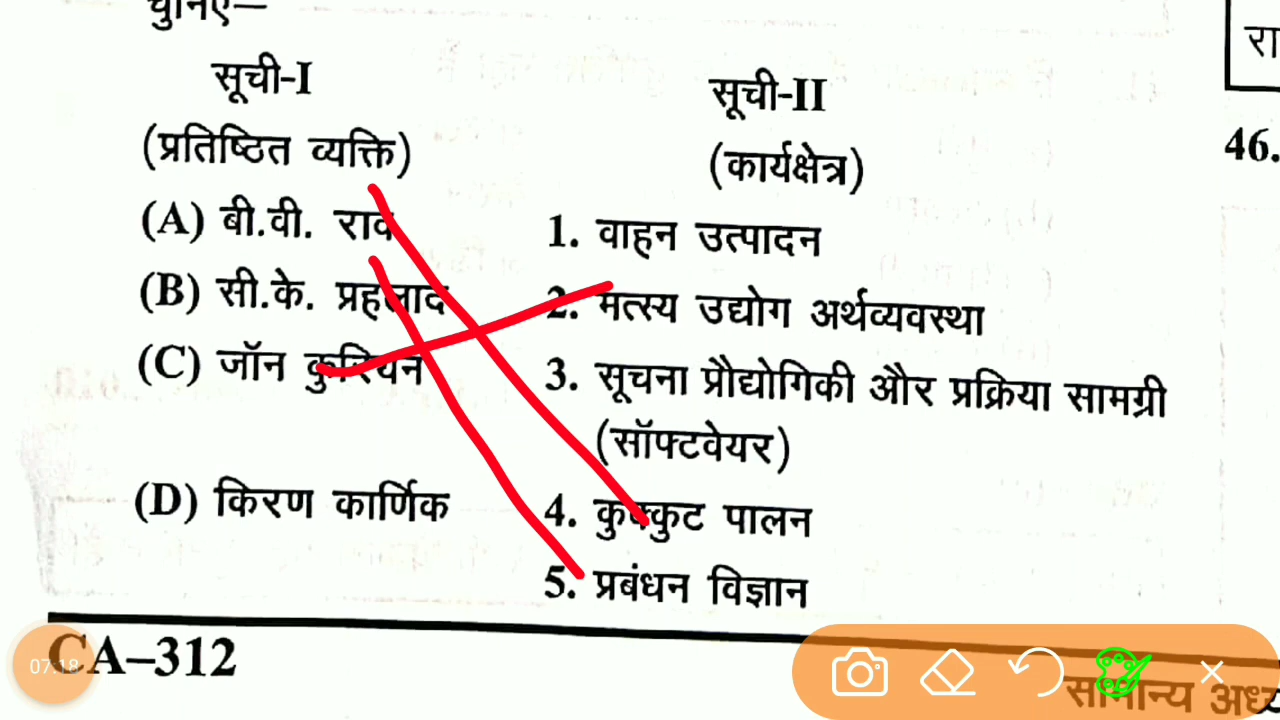 चुनिए—
सूची-I
(प्रतिष्ठित व्यक्ति)
(A) बी.वी. राव
(B) सी.के. प्रहलाद
(C) जॉन कुरियन
(D) किरण कार्णिक
सूची-II
(कार्यक्षेत्र)
1. वाहन उत्पादन
2. मत्स्य उद्योग अर्थव्यवस्था
3. सूचना प्रौद्योगिकी और प्रक्रिया सामग्री
(सॉफ्टवेयर)
4. कुक्कुट पालन
5. प्रबंधन विज्ञान
46.
CA–312
07:18
सामान्य